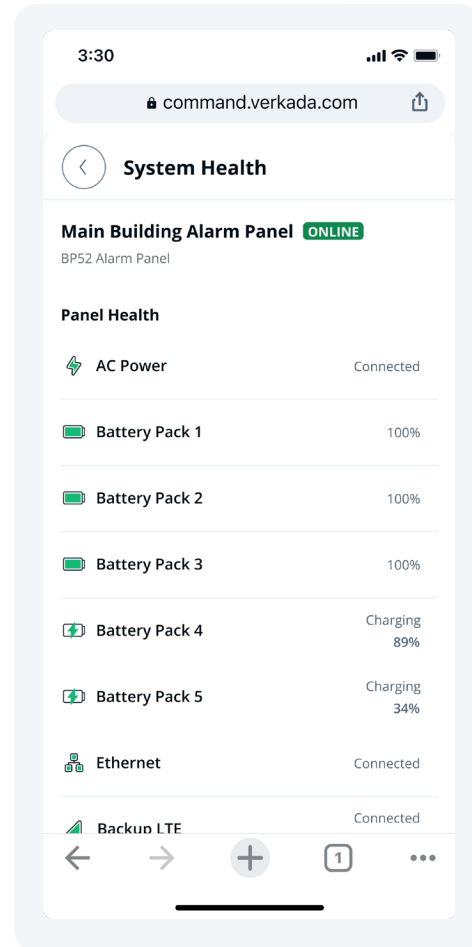 3:30
command.verkada.com
System Health
Main Building Alarm Panel ONLINE
BP52 Alarm Panel
Panel Health
AC Power Connected
Battery Pack 1 100%
Battery Pack 2 100%
Battery Pack 3 100%
Battery Pack 4 Charging
89%
Battery Pack 5 Charging
34%
Ethernet Connected
Backup LTE Connected
1